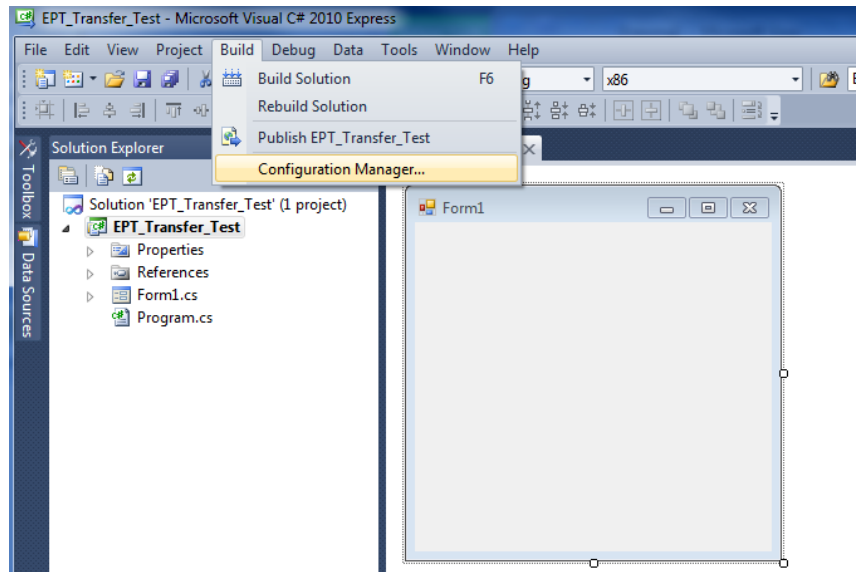 EPT_Transfer_Test - Microsoft Visual C# 2010 Express
File Edit View Project Build Debug Data Tools Window Help
Build Solution F6
g x86
Rebuild Solution
Publish EPT_Transfer_Test
Configuration Manager...
Toolbox
Data Sources
Solution Explorer
Solution 'EPT_Transfer_Test' (1 project)
EPT_Transfer_Test
Properties
References
Form1.cs
Program.cs
Form1